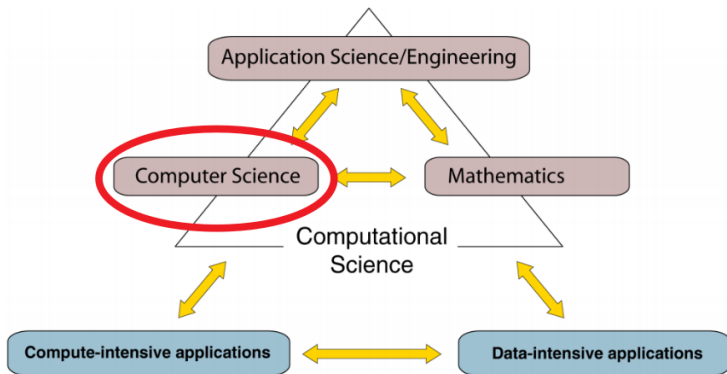 Application Science/Engineering
Computer Science
Mathematics
Computational
Science
Compute-intensive applications
Data-intensive applications